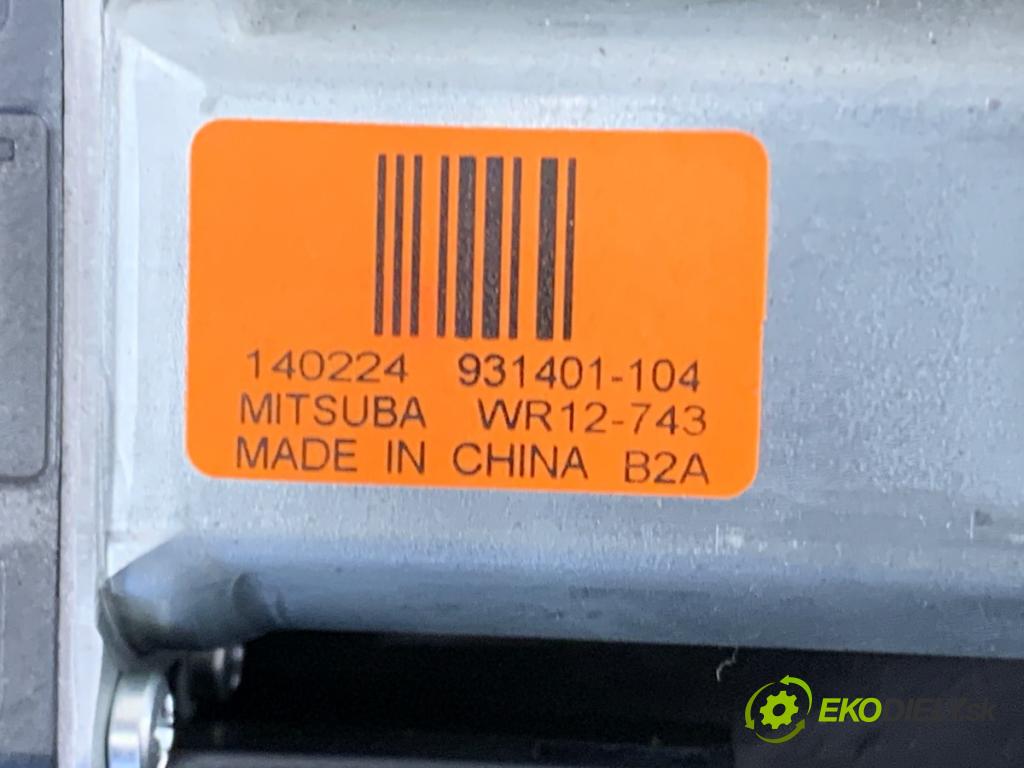 140224 931401-104
MITSUBA WR12-743
MADE IN CHINA B2A
EKODIELY.sk